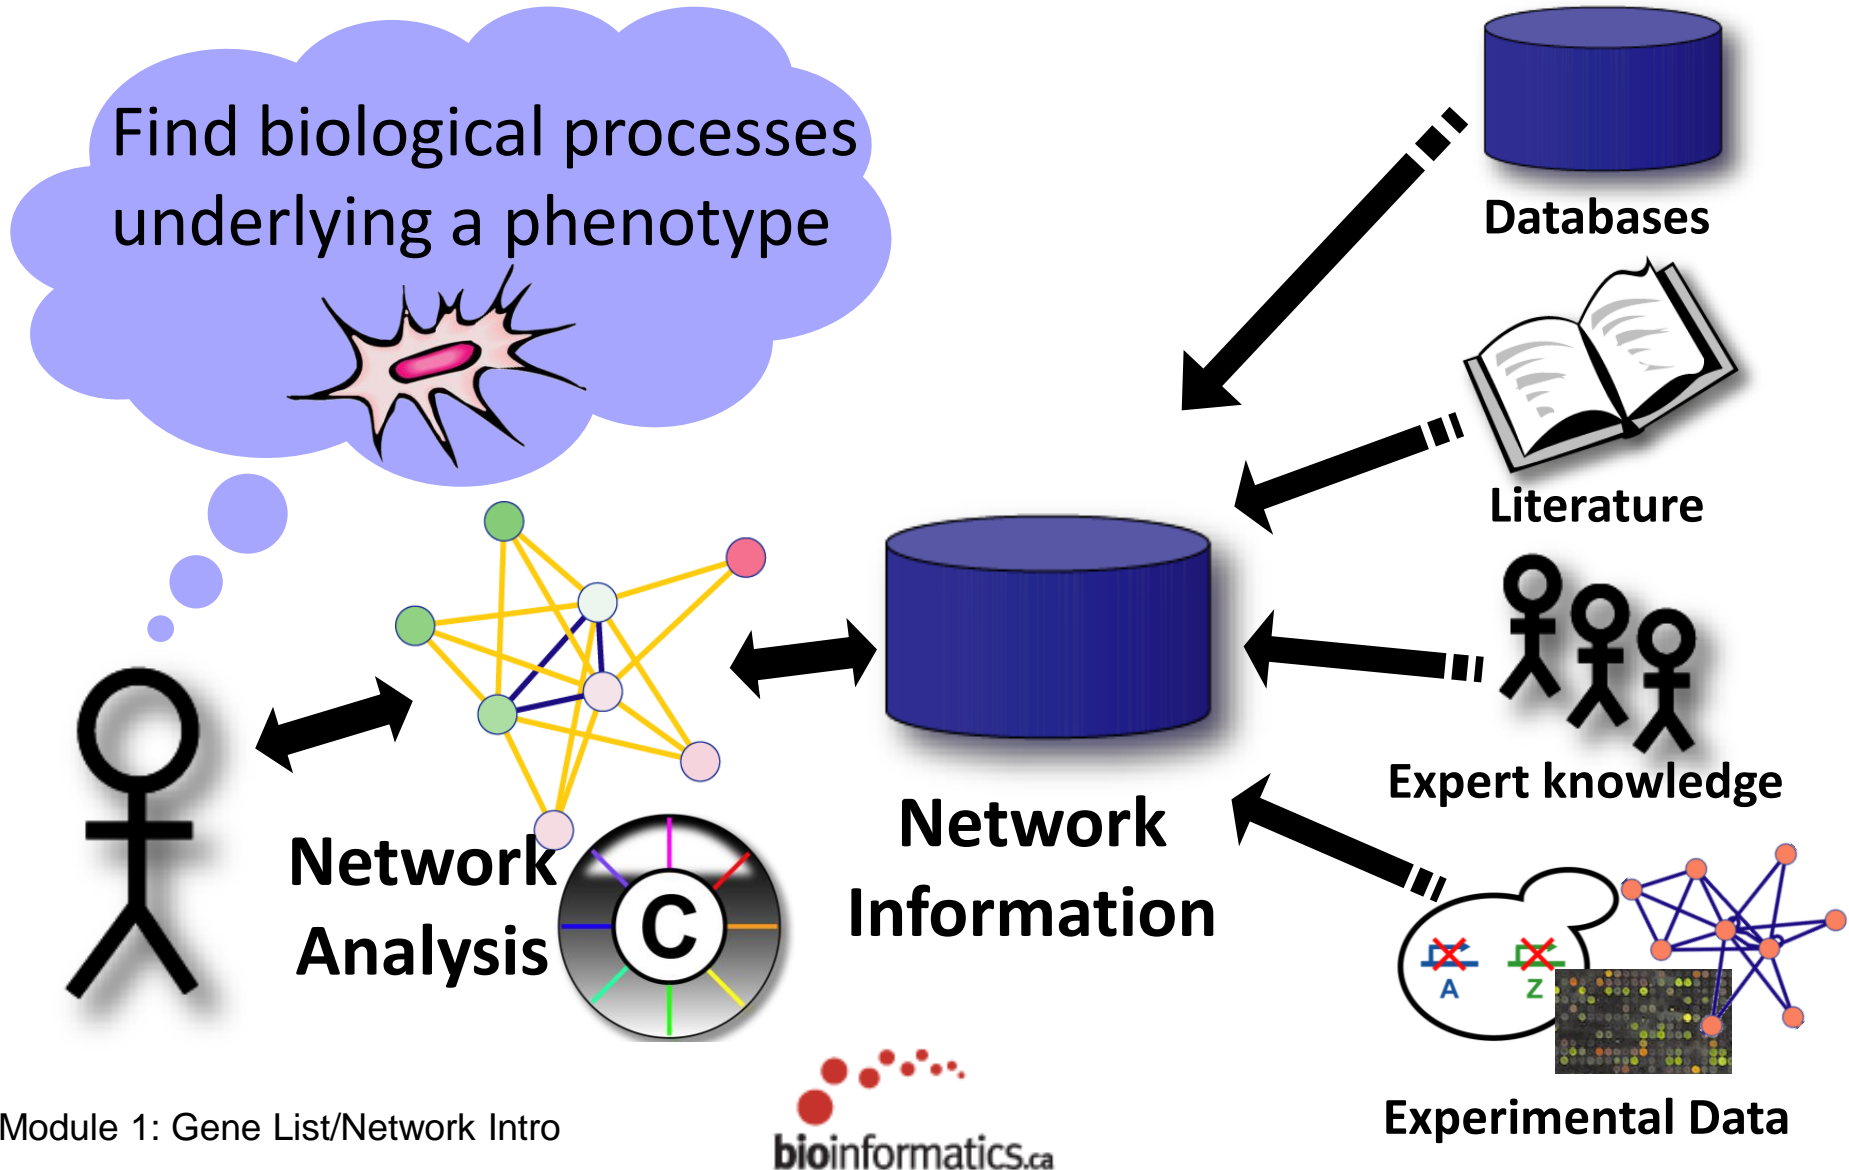 Find biological processes
underlying a phenotype
Databases
Literature
Expert knowledge
Network
Information
Network
Analysis
C
A
Z
Experimental Data
Module 1: Gene List/Network Intro
bioinformatics.ca